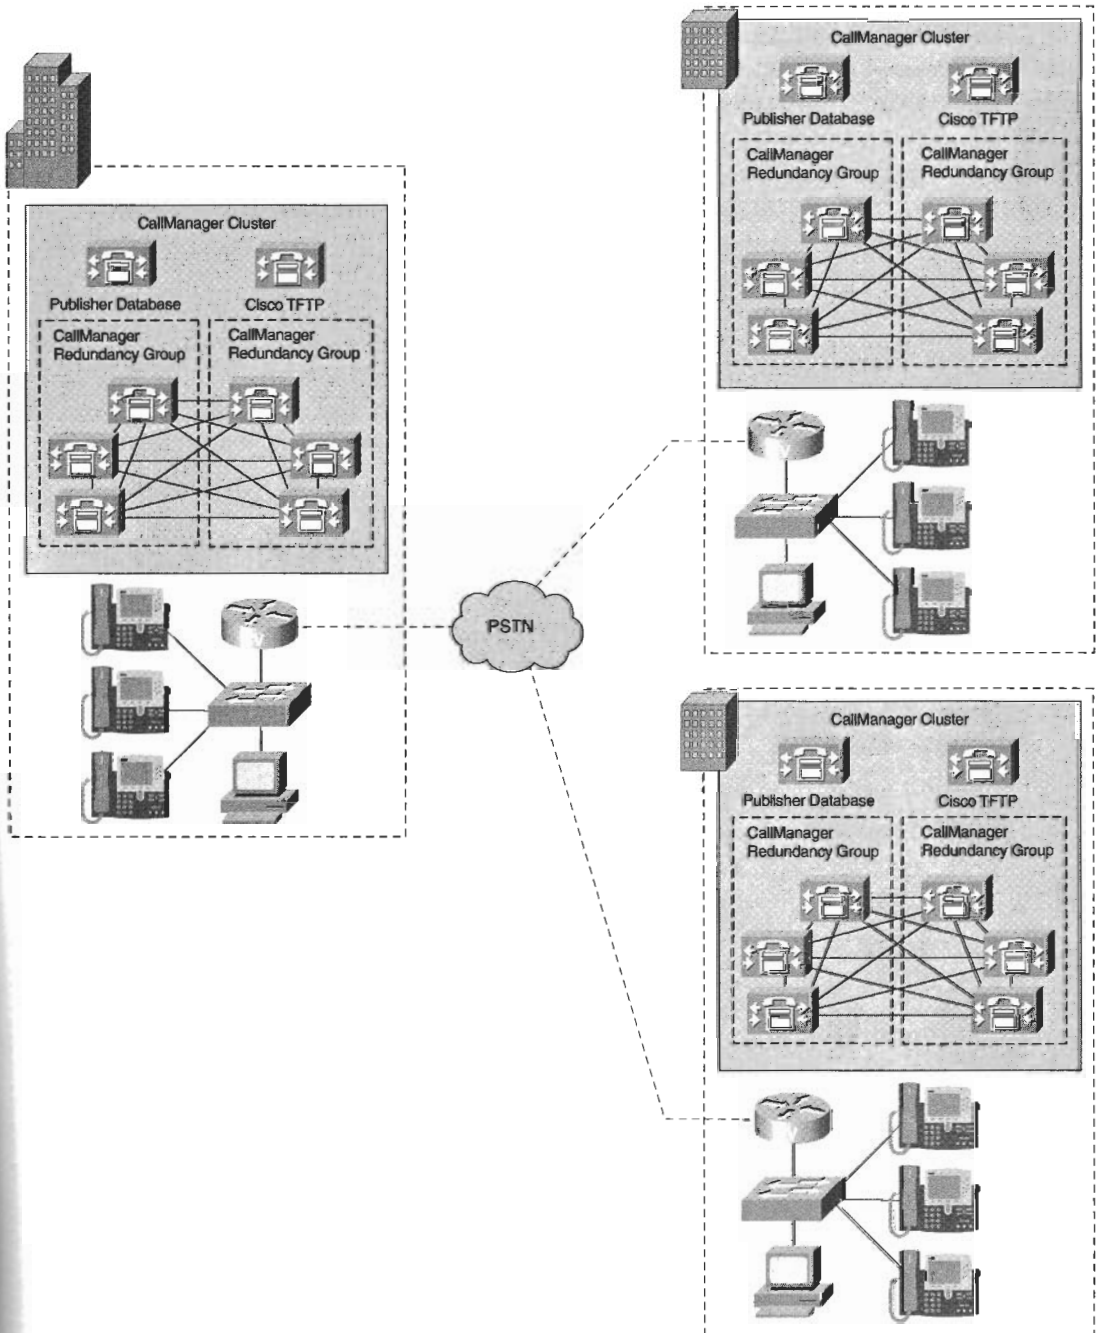 CallManager Cluster
Publisher Database
Cisco TFTP
CallManager
Redundancy Group
CallManager
Redundancy Group
V
PSTN
CallManager Cluster
Publisher Database
Cisco TFTP
CallManager
Redundancy Group
CallManager
Redundancy Group
V
CallManager Cluster
Publisher Database
Cisco TFTP
CallManager
Redundancy Group
CallManager
Redundancy Group
V